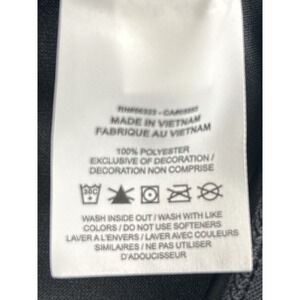 MADE IN VIETNAM
FABRIQUE AU VIETNAM
100% POLYESTER
EXCLUSIVE OF DECORATION /
DECORATION NON COMPRISE
30C
WASH INSIDE OUT / WASH WITH LIKE
COLORS / DO NOT USE SOFTENERS
LAVER A L'ENVERS / LAVER AVEC COULEURS
SIMILAIRES / NE PAS UTILISER
D'ADOUCISSEUR